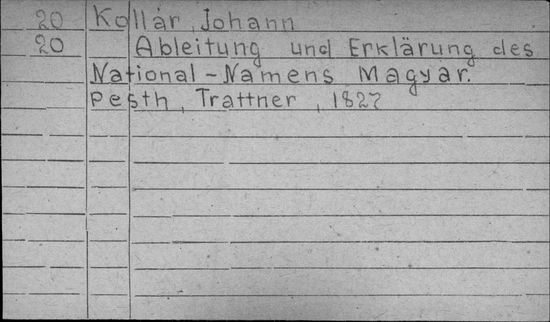 20 Kollár, Johann
20 Ableitung und Erklärung des
National-Namens Magyar.
Pesth, Trattner, 1827